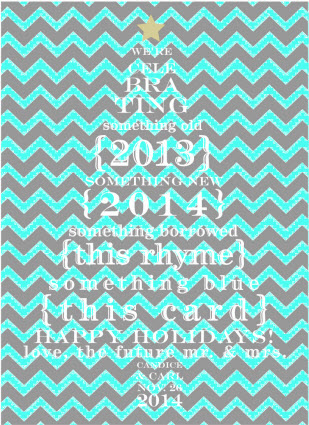 WE'RE
CELE
BRA
TING
something old
{2013}
SOMETHING NEW
{2014}
something borrowed
{this rhyme}
something blue
{this card}
HAPPY HOLIDAYS!
love, the future mr. & mrs.
CANDICE
& CARL
NOV. 26
2014